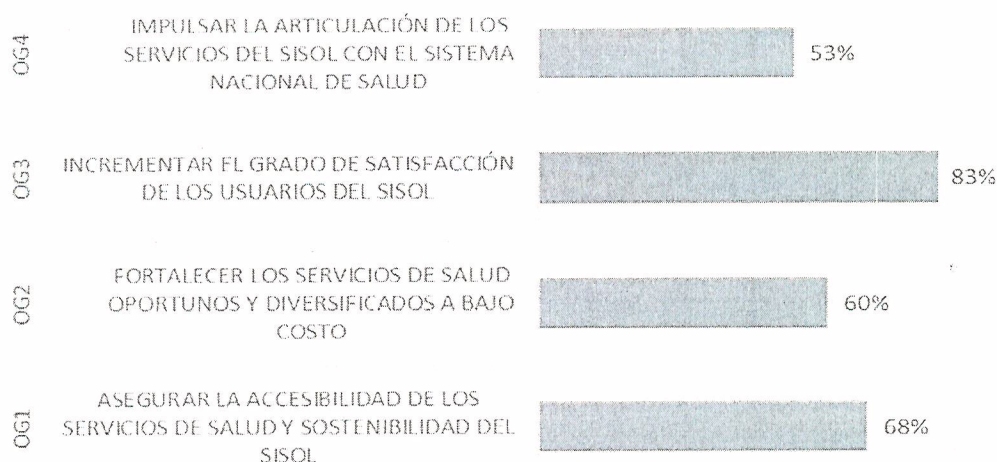 OG4
IMPULSAR LA ARTICULACIÓN DE LOS
SERVICIOS DEL SISOL CON EL SISTEMA
NACIONAL DE SALUD
53%
OG3
INCREMENTAR EL GRADO DE SATISFACCIÓN
DE LOS USUARIOS DEL SISOL
83%
OG2
FORTALECER LOS SERVICIOS DE SALUD
OPORTUNOS Y DIVERSIFICADOS A BAJO
COSTO
60%
OG1
ASEGURAR LA ACCESIBILIDAD DE LOS
SERVICIOS DE SALUD Y SOSTENIBILIDAD DEL
SISOL
68%